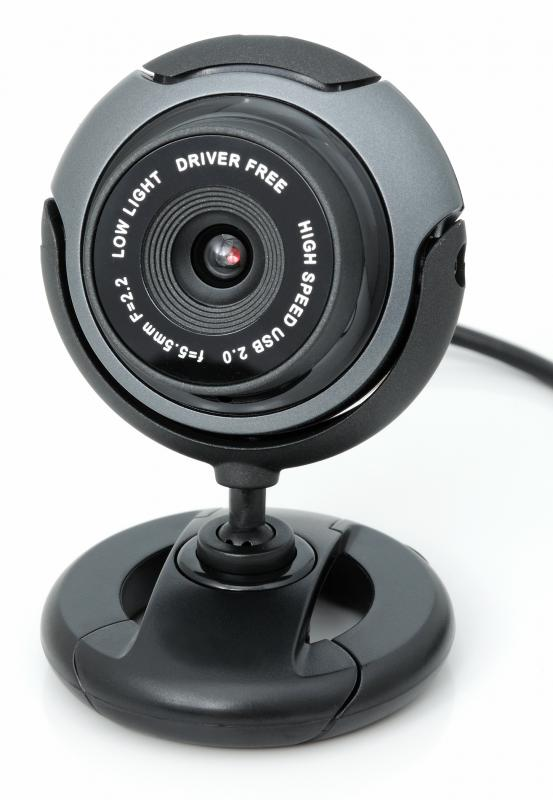 LOW LIGHT
DRIVER FREE
HIGH SPEED USB 2.0
f=5.5mm F=2.2